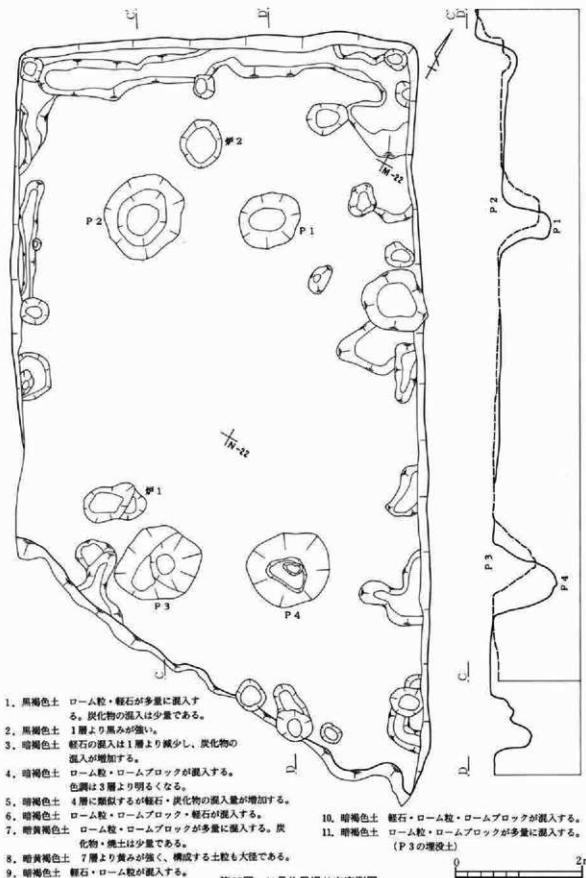 C'
D'
C'
D'
炉2
M-22
P2
P1
P2
P1
N-22
炉1
P3
P4
P3
P4
C
D
C
D
1. 黒褐色土 ローム粒・軽石が多量に混入す
る。炭化物の混入は少量である。
2. 黒褐色土 1層より黒みが強い。
3. 暗褐色土 軽石の混入は1層より減少し、炭化物の
混入が増加する。
4. 暗褐色土 ローム粒・ロームブロックが混入する。
色調は3層より明るくなる。
5. 暗褐色土 4層に類似するが軽石・炭化物の混入量が増加する。
6. 暗褐色土 ローム粒・ロームブロック・軽石が混入する。
7. 暗黄褐色土 ローム粒・ロームブロックが多量に混入する。炭
化物・焼土は少量である。
8. 暗黄褐色土 7層より黄みが強く、構成する土粒も大径である。
9. 暗褐色土 軽石・ローム粒が混入する。
10. 暗褐色土 軽石・ローム粒・ロームブロックが混入する。
11. 暗褐色土 ローム粒・ロームブロックが多量に混入する。
(P3の埋没土)
0 2m